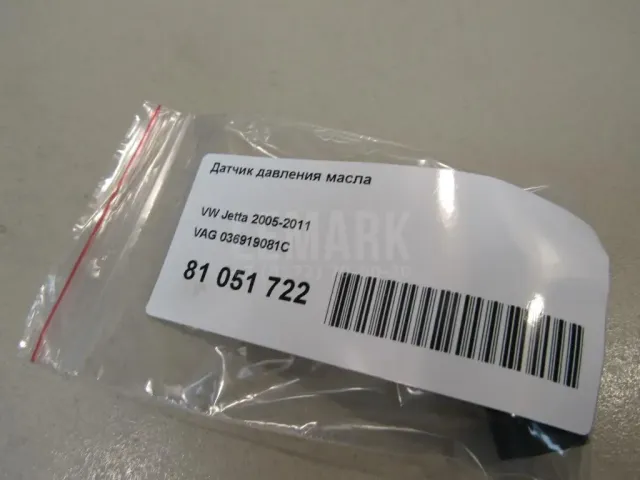 Датчик давления масла
VW Jetta 2005-2011
VAG 036919081C
81 051 722